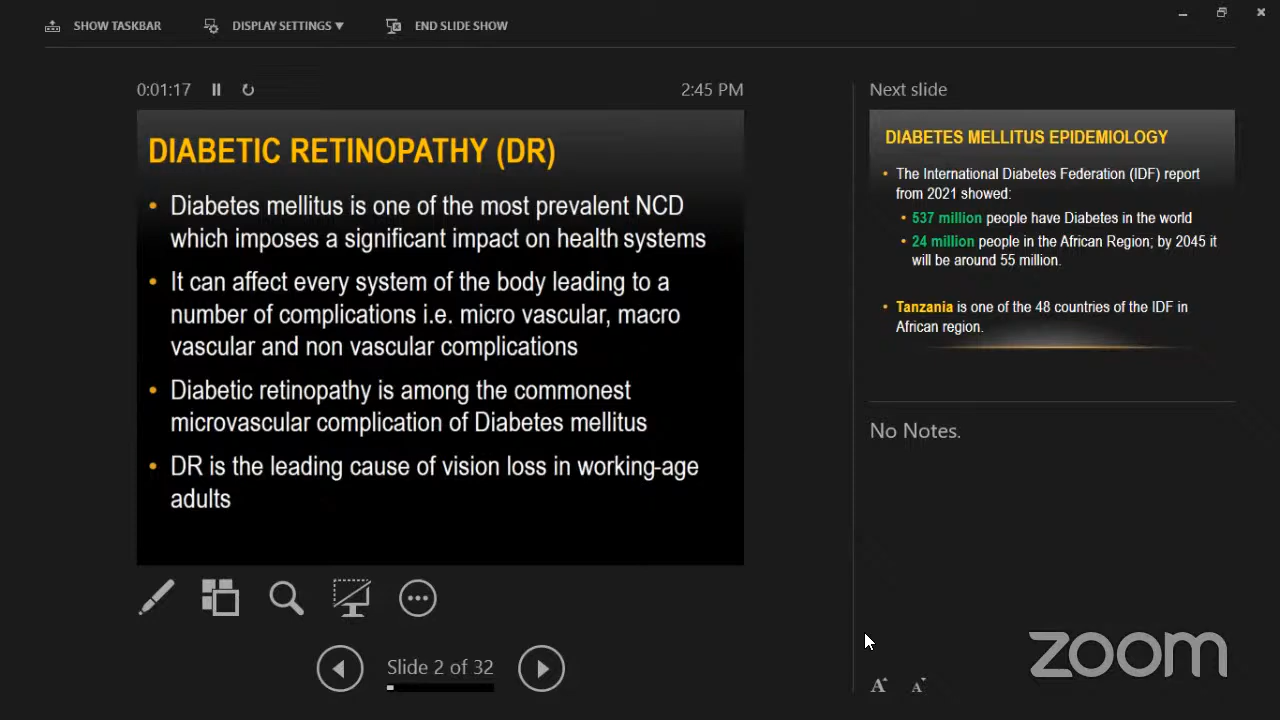 SHOW TASKBAR
DISPLAY SETTINGS ▼
END SLIDE SHOW
0:01:17
2:45 PM
DIABETIC RETINOPATHY (DR)
• Diabetes mellitus is one of the most prevalent NCD
which imposes a significant impact on health systems
• It can affect every system of the body leading to a
number of complications i.e. micro vascular, macro
vascular and non vascular complications
• Diabetic retinopathy is among the commonest
microvascular complication of Diabetes mellitus
• DR is the leading cause of vision loss in working-age
adults
Slide 2 of 32
Next slide
DIABETES MELLITUS EPIDEMIOLOGY
• The International Diabetes Federation (IDF) report
from 2021 showed:
• 537 million people have Diabetes in the world
• 24 million people in the African Region; by 2045 it
will be around 55 million.
• Tanzania is one of the 48 countries of the IDF in
African region.
No Notes.
A A
zoom